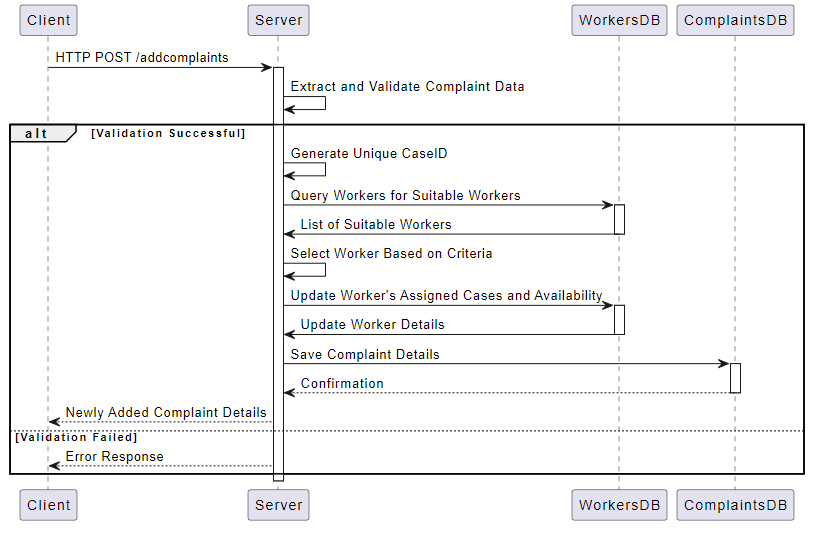 Client Server WorkersDB ComplaintsDB
HTTP POST /addcomplaints
Extract and Validate Complaint Data
alt [Validation Successful]
Generate Unique CaseID
Query Workers for Suitable Workers
List of Suitable Workers
Select Worker Based on Criteria
Update Worker's Assigned Cases and Availability
Update Worker Details
Save Complaint Details
Confirmation
Newly Added Complaint Details
[Validation Failed]
Error Response
Client Server WorkersDB ComplaintsDB